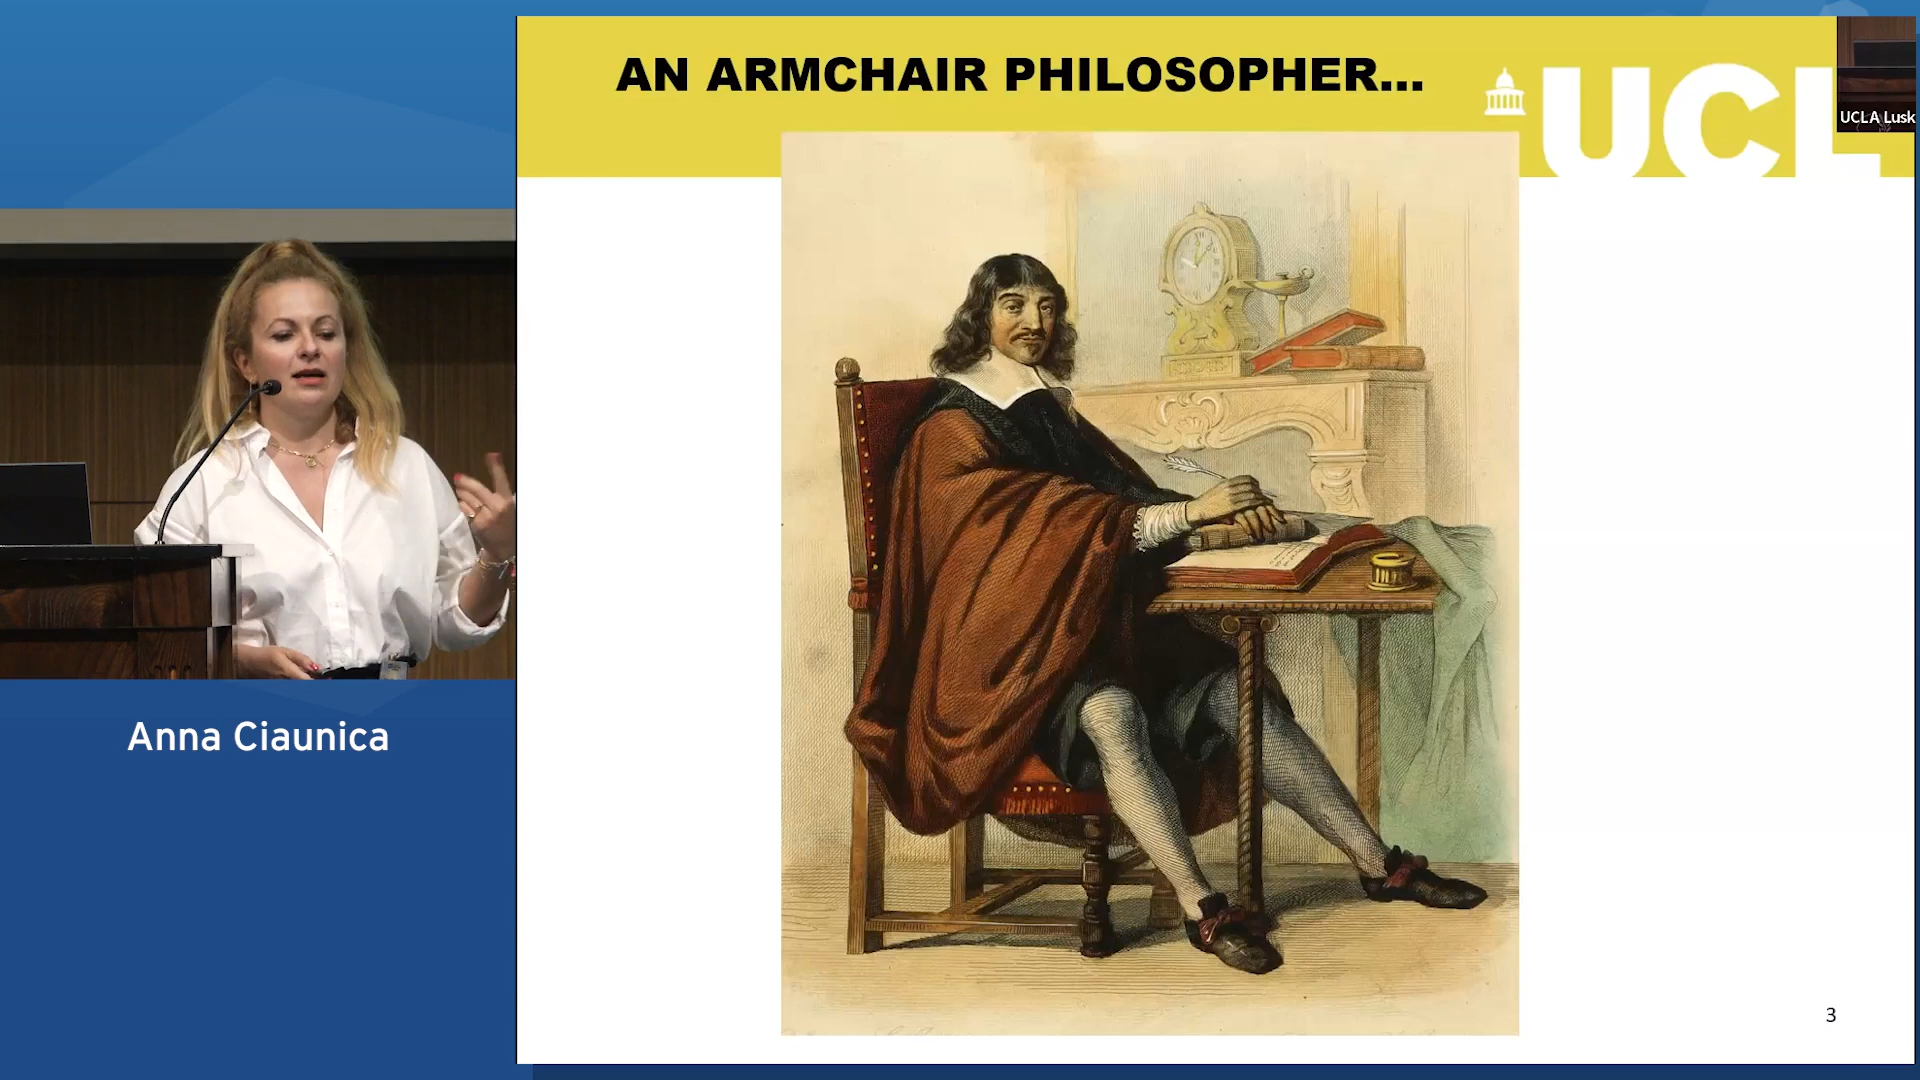 AN ARMCHAIR PHILOSOPHER...
UCL
UCLA Lusk
Anna Ciaunica
3